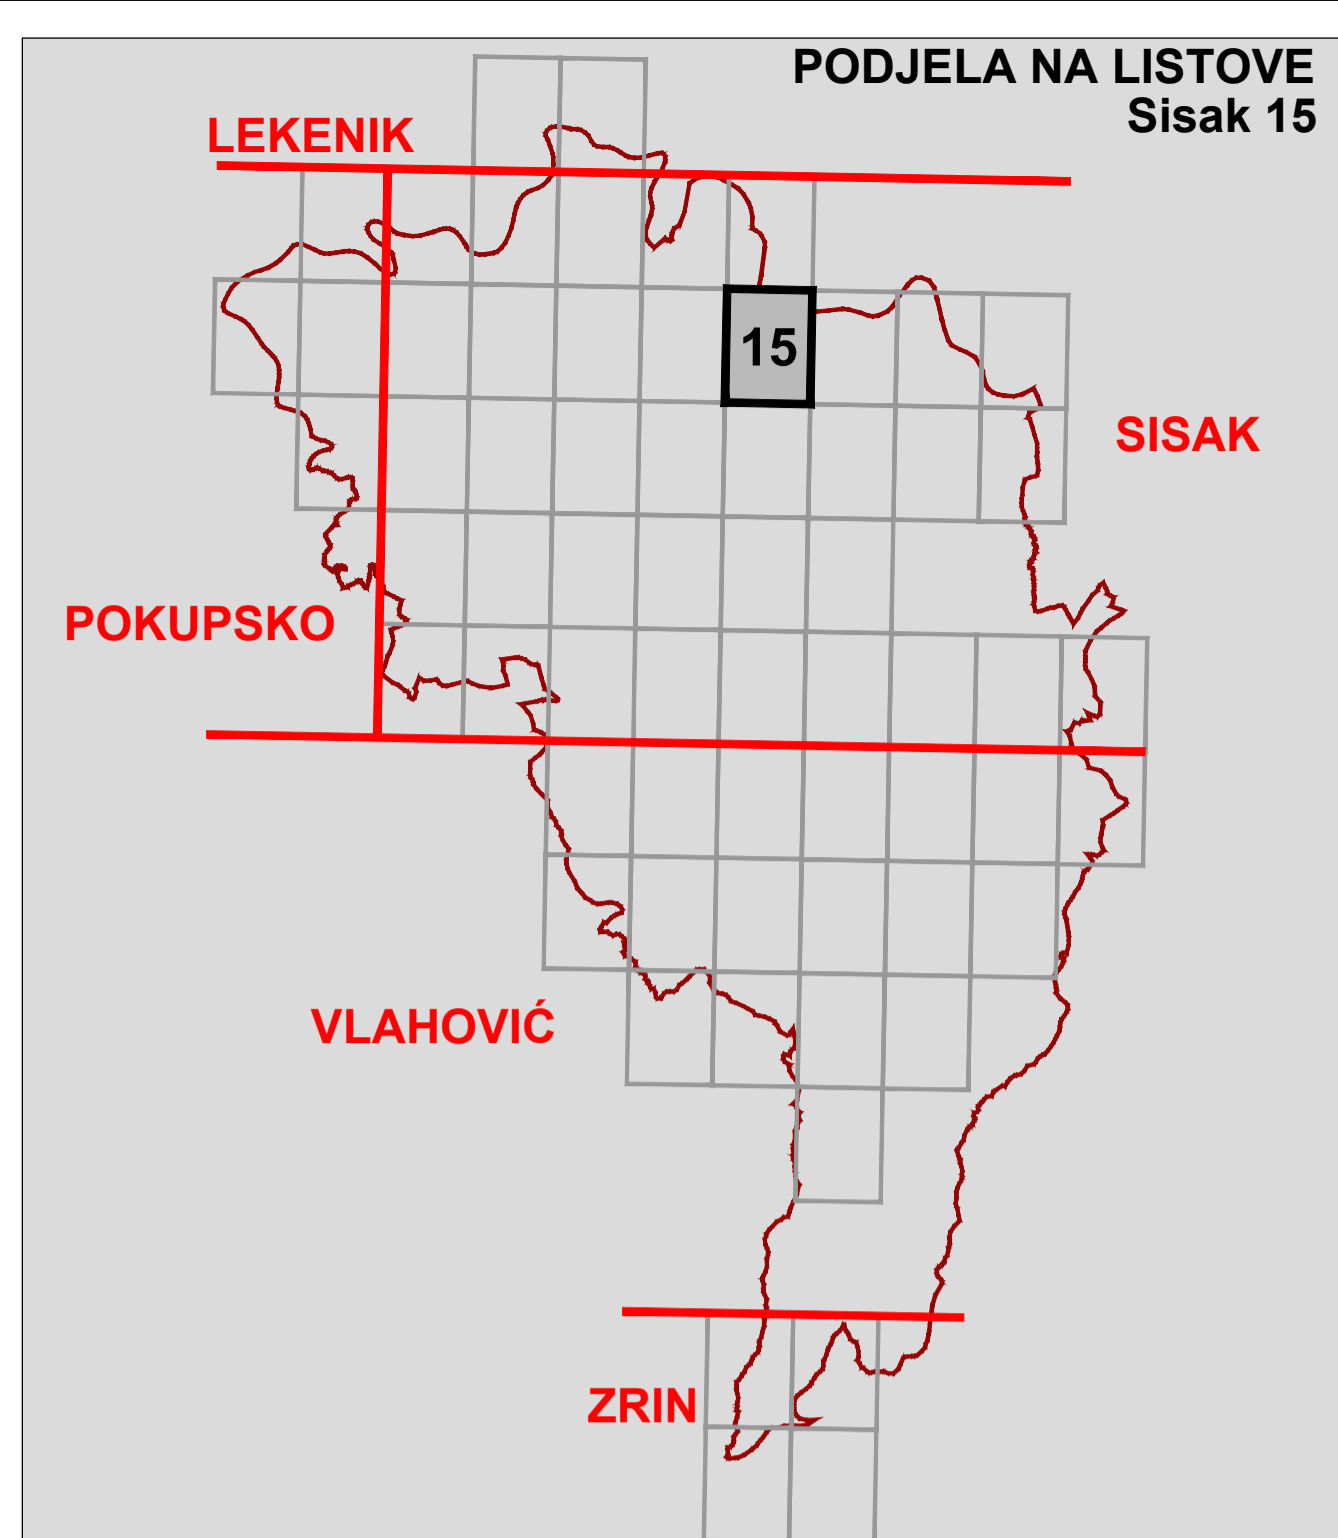 PODJELA NA LISTOVE
Sisak 15
LEKENIK
15
SISAK
POKUPSKO
VLAHOVIĆ
ZRIN